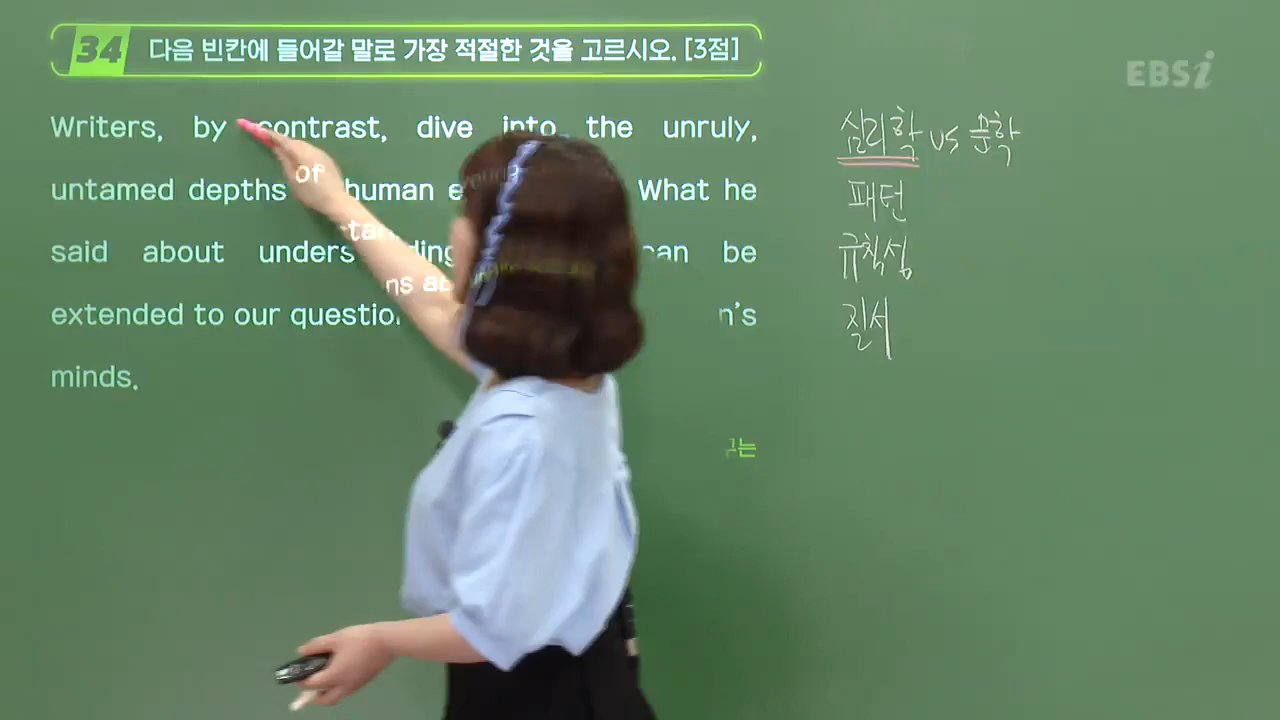 34 다음 빈칸에 들어갈 말로 가장 적절한 것을 고르시오. [3점]
EBSi
Writers, by contrast, dive into the unruly,
untamed depths of human What he
said about understanding can be
extended to our n's
minds.
구는
심리학 vs 문학
패턴
규칙성
질서